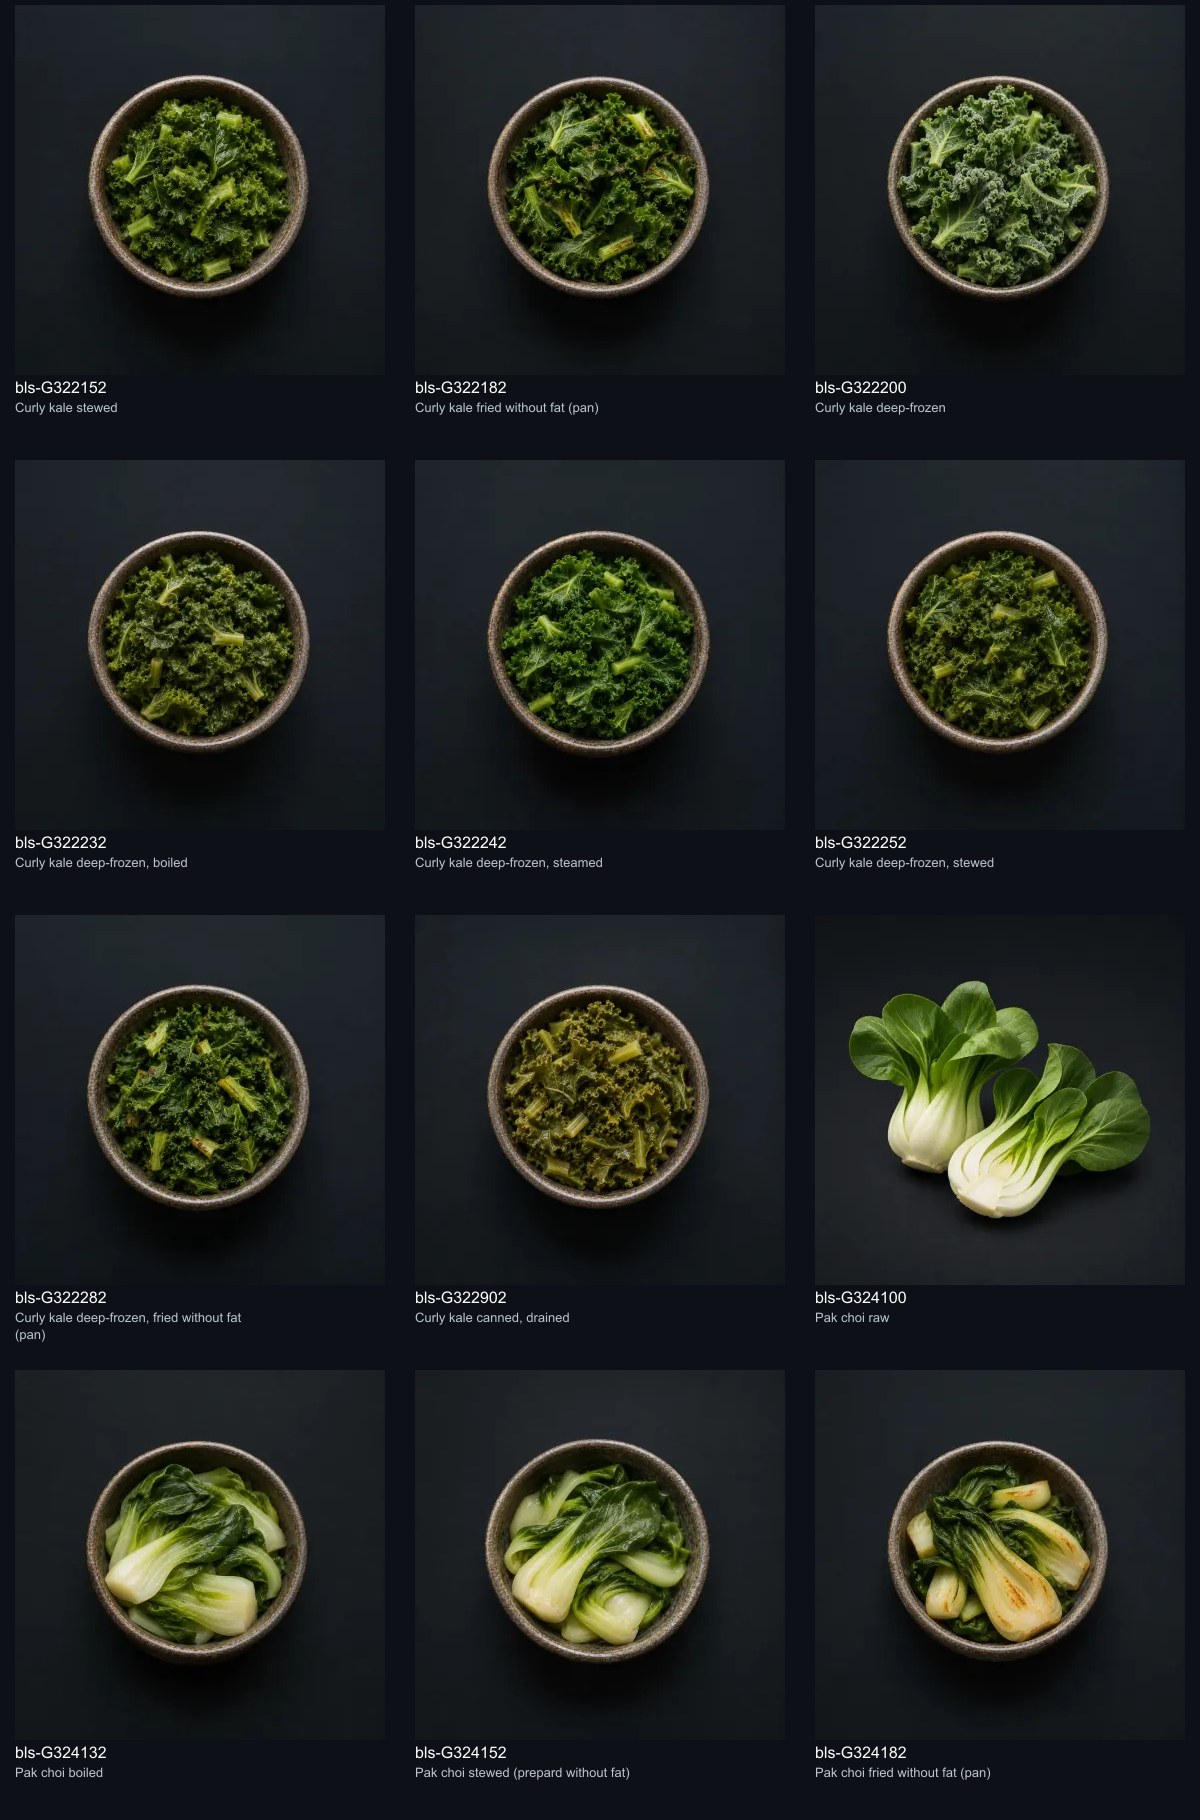 bls-G322152
Curly kale stewed
bls-G322182
Curly kale fried without fat (pan)
bls-G322200
Curly kale deep-frozen
bls-G322232
Curly kale deep-frozen, boiled
bls-G322242
Curly kale deep-frozen, steamed
bls-G322252
Curly kale deep-frozen, stewed
bls-G322282
Curly kale deep-frozen, fried without fat
(pan)
bls-G322902
Curly kale canned, drained
bls-G324100
Pak choi raw
bls-G324132
Pak choi boiled
bls-G324152
Pak choi stewed (prepard without fat)
bls-G324182
Pak choi fried without fat (pan)